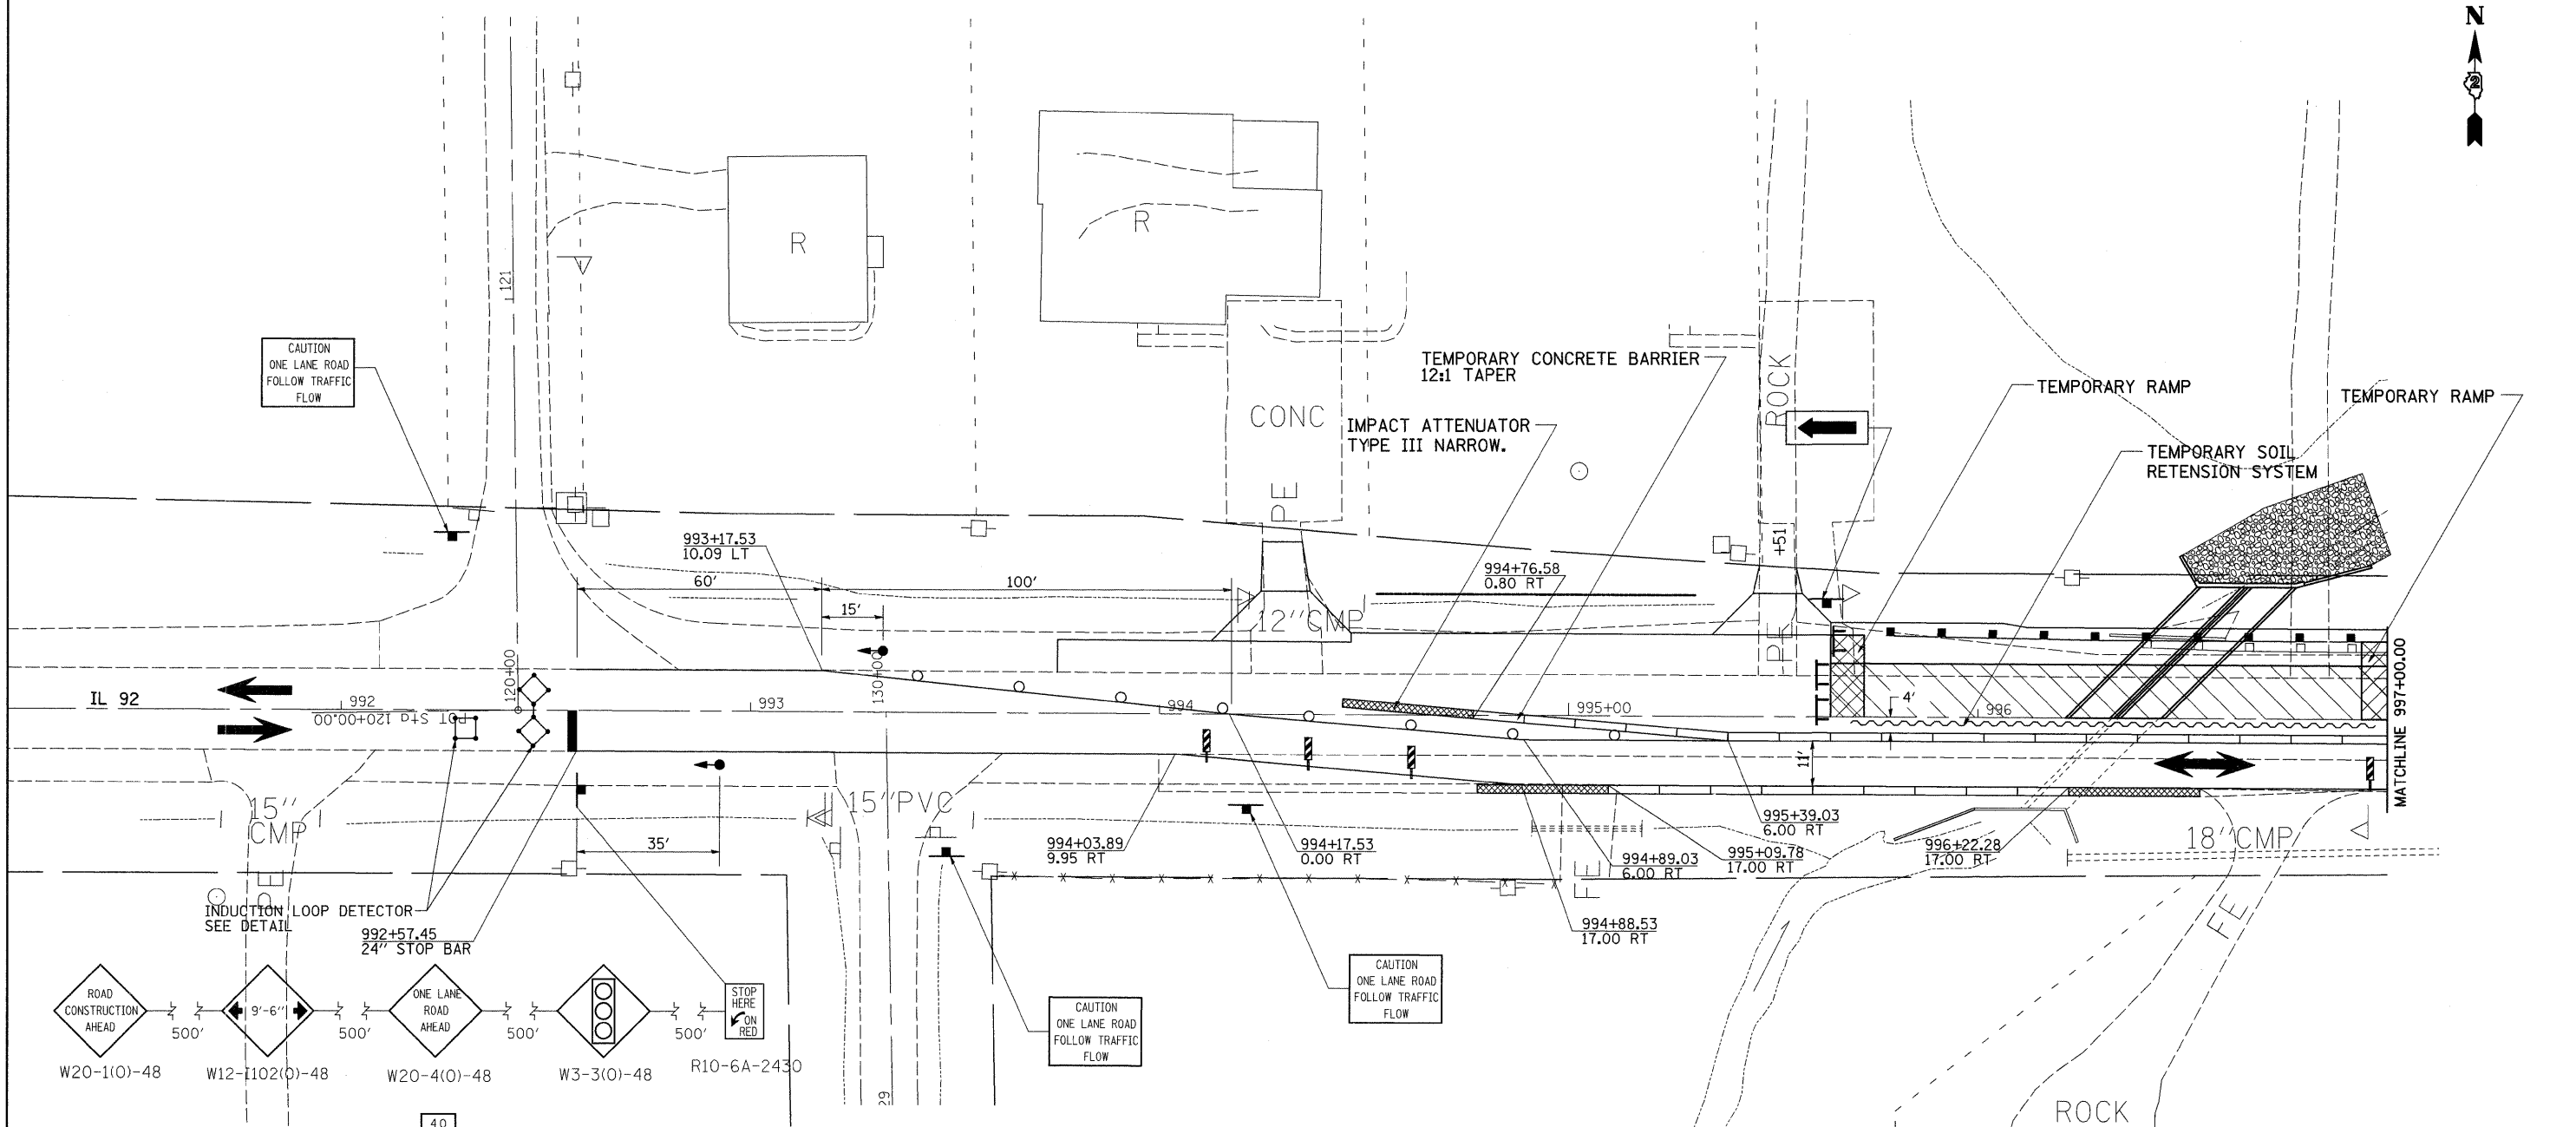 N
2
121
R
R
CAUTION
ONE LANE ROAD
FOLLOW TRAFFIC
FLOW
TEMPORARY CONCRETE BARRIER
12:1 TAPER
ROCK
TEMPORARY RAMP
TEMPORARY RAMP
CONC
IMPACT ATTENUATOR
TYPE III NARROW.
TEMPORARY SOIL
RETENSION SYSTEM
PE
+51
993+17.53
10.09 LT
60'
100'
15'
994+76.58
0.80 RT
12"CMP
PE
IL 92
992
POT Sta 120+00.00
120+00
993
130+00
994
995+00
4'
996
MATCHLINE 997+00.00
11'
15"
CMP
15"PVC
35'
PE
994+03.89
9.95 RT
994+17.53
0.00 RT
994+89.03
6.00 RT
995+09.78
17.00 RT
995+39.03
6.00 RT
996+22.28
17.00 RT
18"CMP
FE
FE
INDUCTION LOOP DETECTOR
SEE DETAIL
992+57.45
24" STOP BAR
994+88.53
17.00 RT
CAUTION
ONE LANE ROAD
FOLLOW TRAFFIC
FLOW
CAUTION
ONE LANE ROAD
FOLLOW TRAFFIC
FLOW
ROAD
CONSTRUCTION
AHEAD
500'
9'-6"
500'
ONE LANE
ROAD
AHEAD
500'
500'
STOP
HERE
ON
RED
W20-1(O)-48
W12-I102(O)-48
W20-4(O)-48
W3-3(O)-48
R10-6A-2430
29
40
ROCK